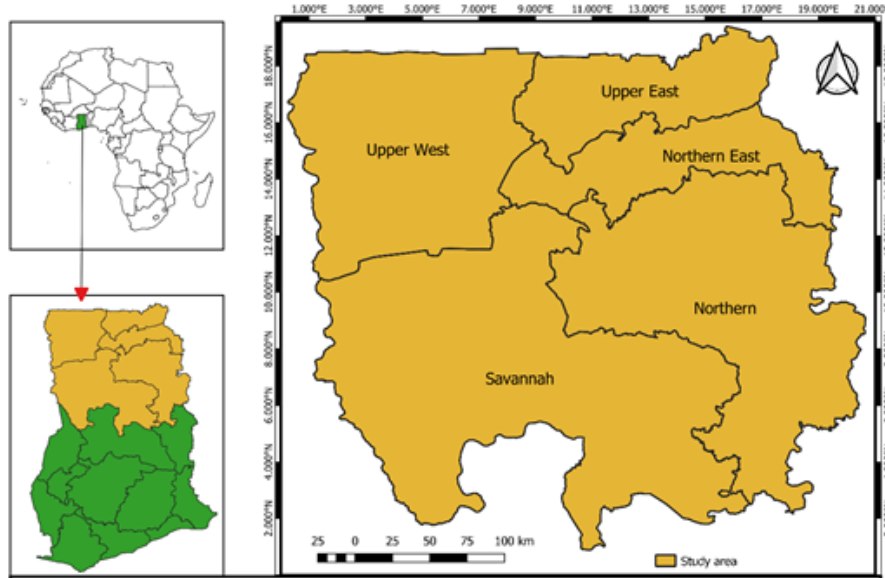 1.000°E 3.000°E 5.000°E 7.000°E 9.000°E 11.000°E 13.000°E 15.000°E 17.000°E 19.000°E 21.000
18.000°N
16.000°N
14.000°N
12.000°N
10.000°N
8.000°N
6.000°N
4.000°N
2.000°N
Upper East
Upper West
Northern East
Northern
Savannah
25 0 25 50 75 100 km
Study area